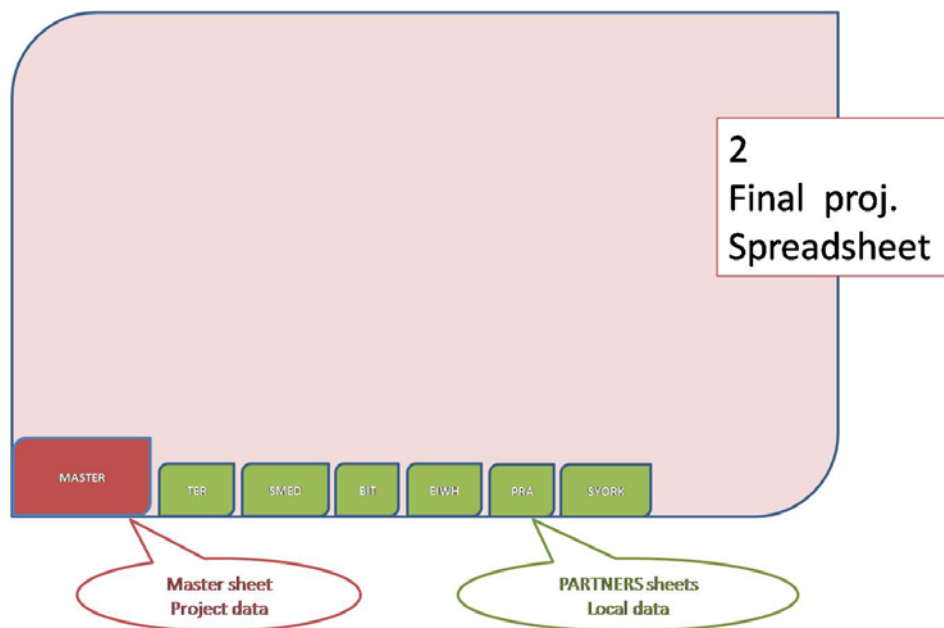 2
Final proj.
Spreadsheet
MASTER
TER
SMED
BIT
EIWH
PRA
SYORK
Master sheet
Project data
PARTNERS sheets
Local data